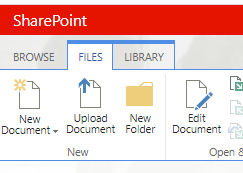 SharePoint
BROWSE FILES LIBRARY
New Upload New Edit
Document Document Folder Document
New Open &